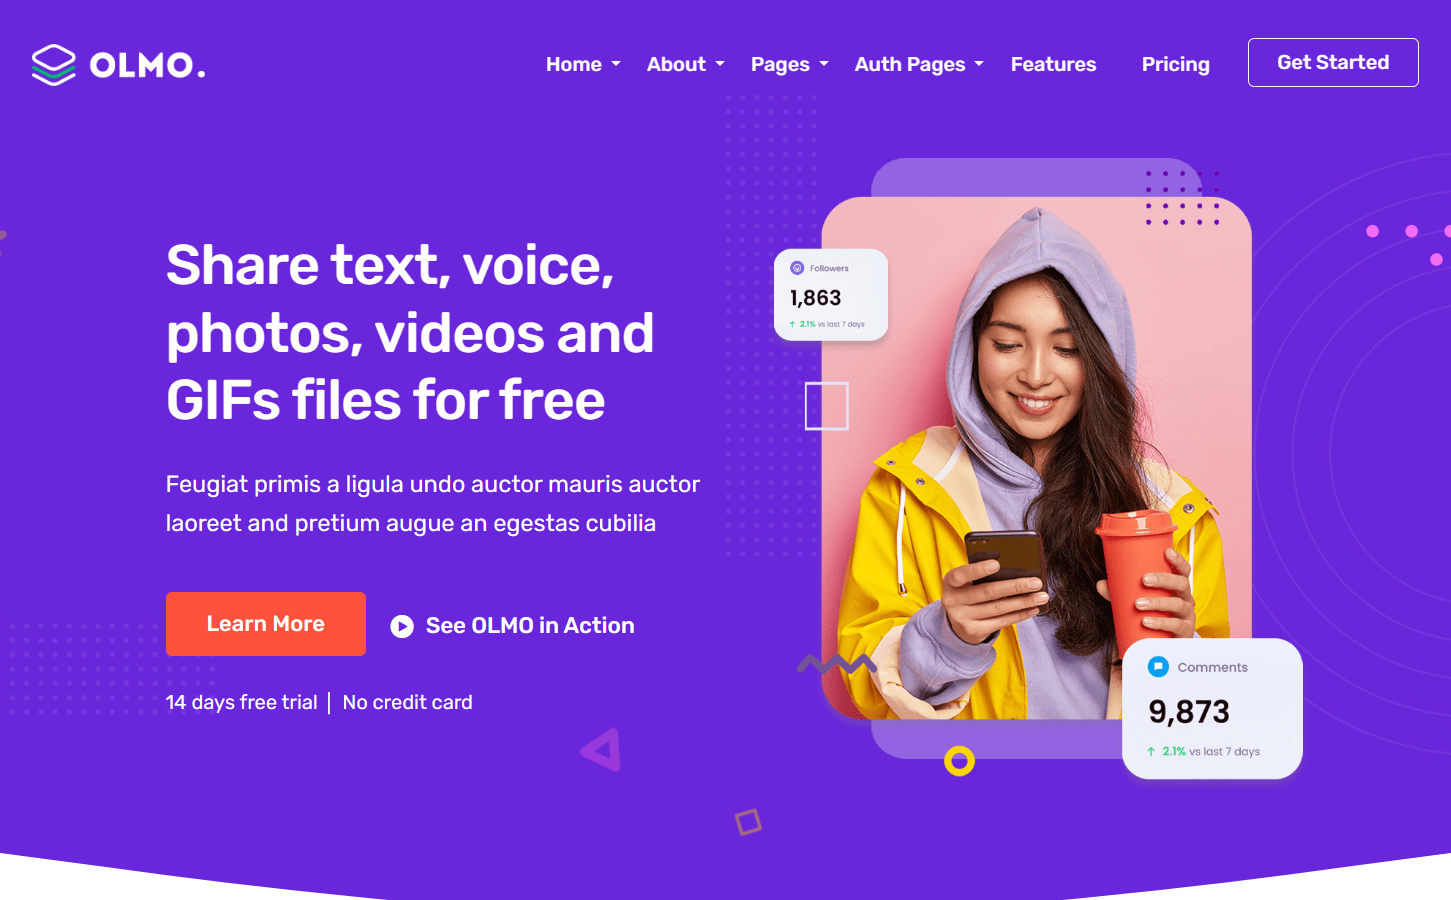 OLMO.
Home
About
Pages
Auth Pages
Features
Pricing
Get Started
Share text, voice,
photos, videos and
GIFs files for free
Feugiat primis a ligula undo auctor mauris auctor
laoreet and pretium augue an egestas cubilia
Learn More
See OLMO in Action
14 days free trial
No credit card
Followers
1,863
2.1% vs last 7 days
Comments
9,873
2.1% vs last 7 days